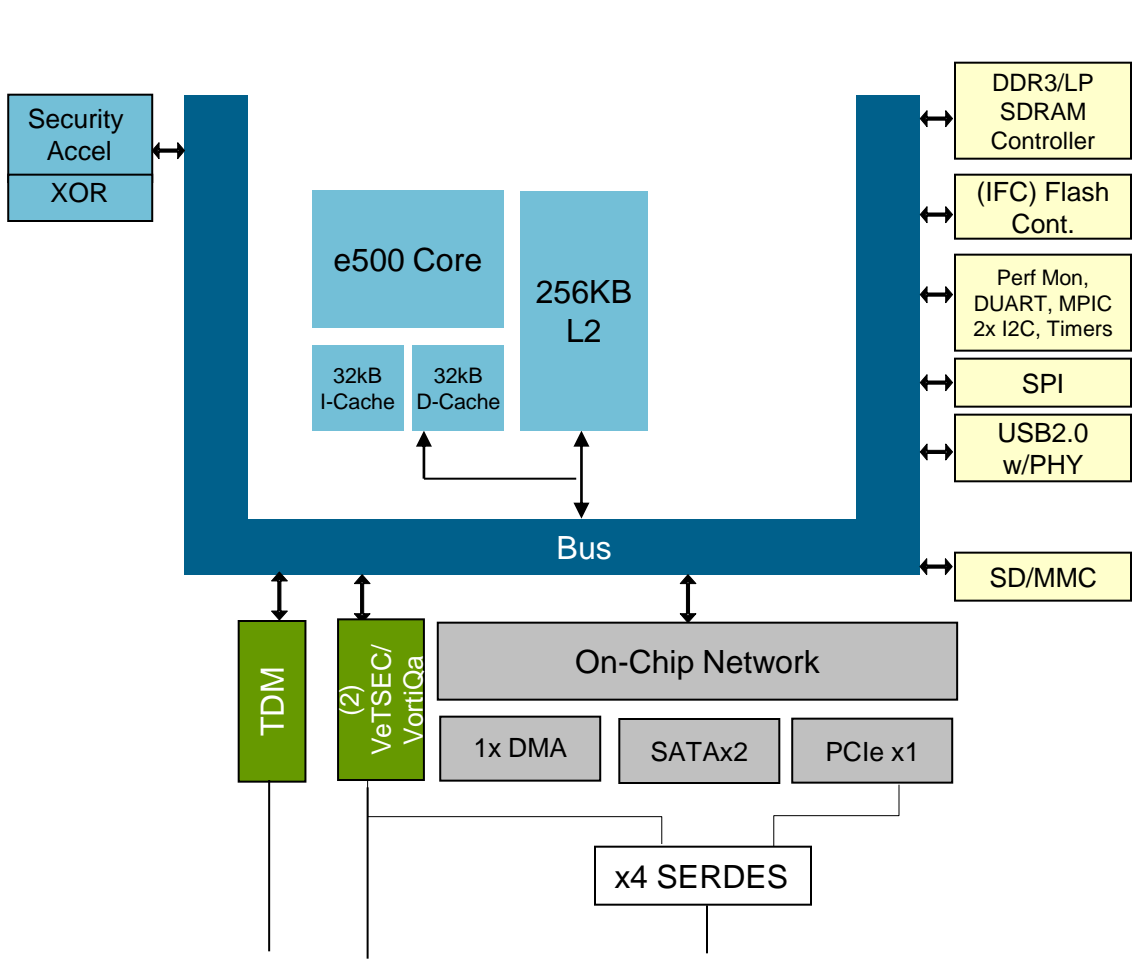 Security
Accel
XOR
e500 Core
32kB
I-Cache
32kB
D-Cache
256KB
L2
DDR3/LP
SDRAM
Controller
(IFC) Flash
Cont.
Perf Mon,
DUART, MPIC
2x I2C, Timers
SPI
USB2.0
w/PHY
SD/MMC
Bus
TDM
(2)
VeTSEC/
VortiQa
On-Chip Network
1x DMA
SATAx2
PCIe x1
x4 SERDES